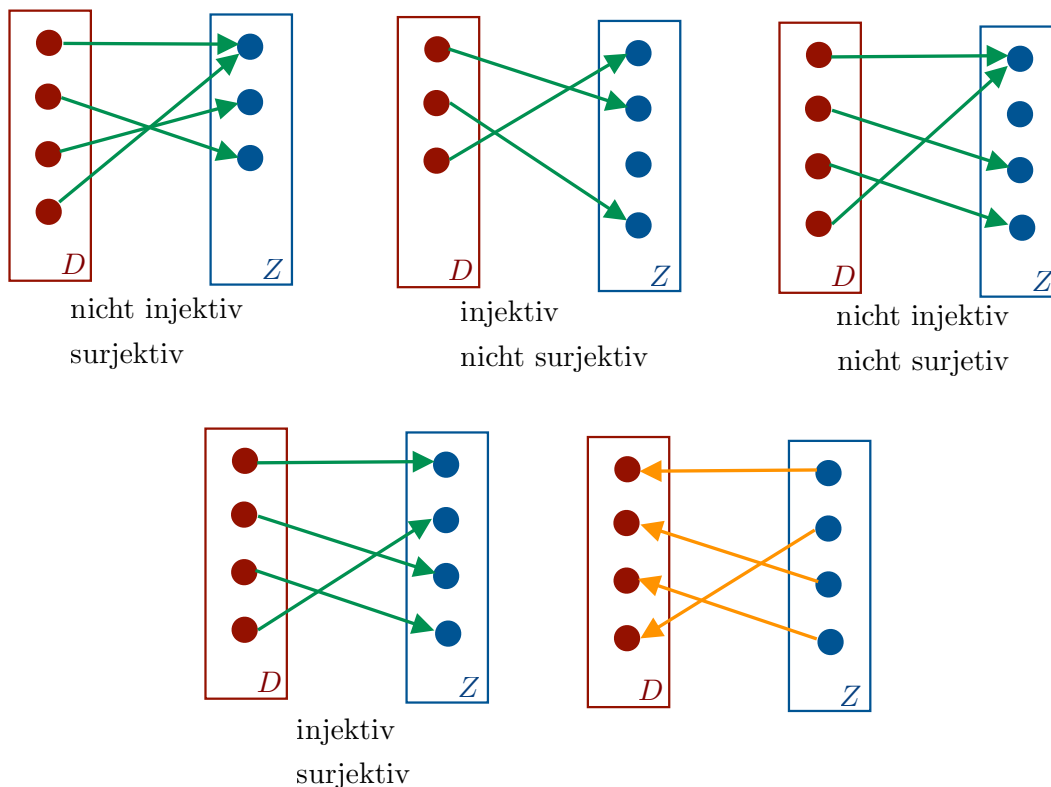 D Z
nicht injektiv
surjektiv
D Z
injektiv
nicht surjektiv
D Z
nicht injektiv
nicht surjetiv
D Z
injektiv
surjektiv
D Z